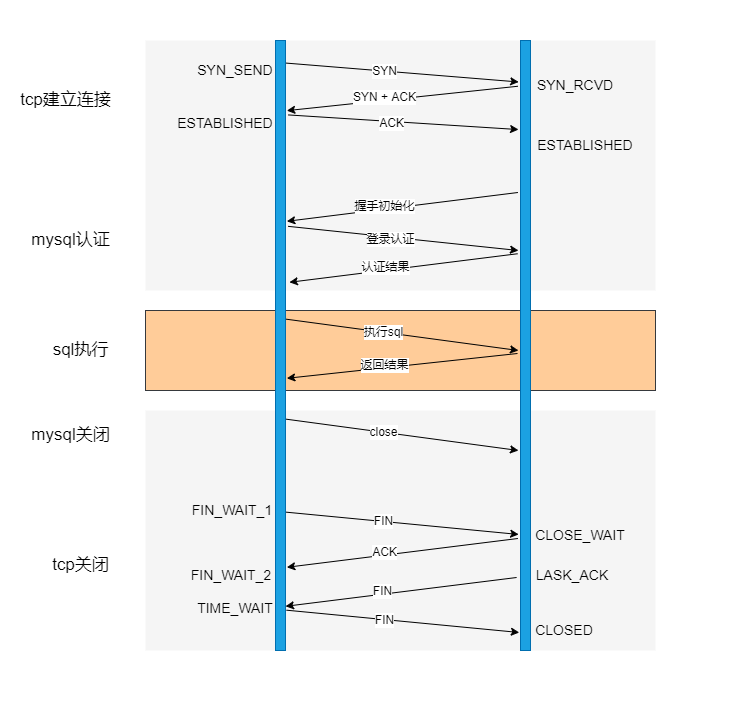 SYN_SEND
SYN
SYN_RCVD
tcp建立连接
SYN + ACK
ESTABLISHED
ACK
ESTABLISHED
握手初始化
mysql认证
登录认证
认证结果
执行sql
sql执行
返回结果
mysql关闭
close
FIN_WAIT_1
FIN
CLOSE_WAIT
ACK
tcp关闭
FIN_WAIT_2
LASK_ACK
FIN
TIME_WAIT
FIN
CLOSED